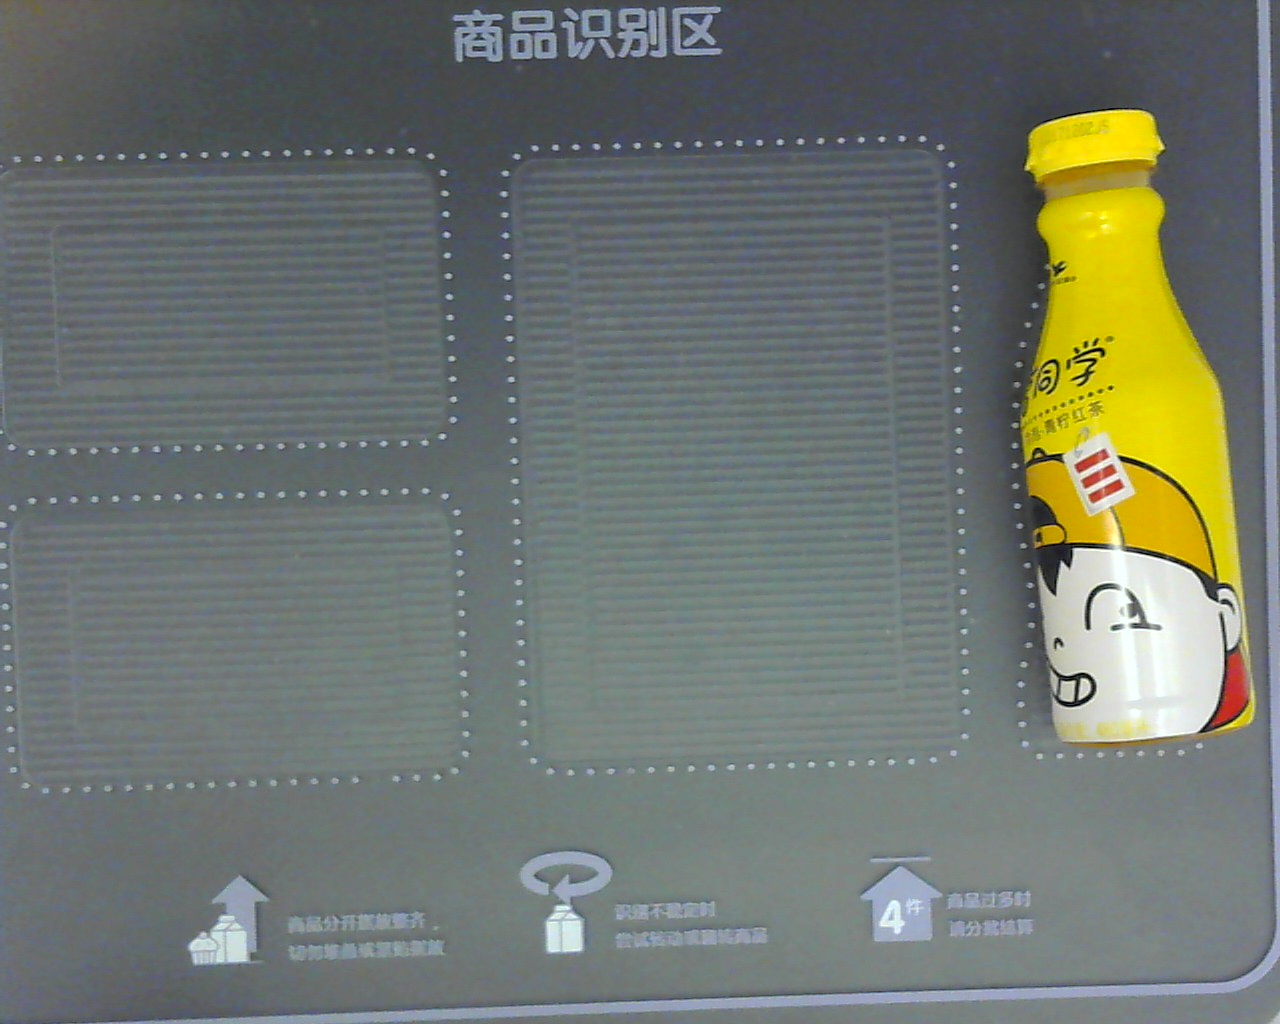 商品识别区
同学
青柠红茶
商品分开摆放整齐，
切勿堆叠或紧贴摆放
识别不稳定时
尝试转动或翻转商品
4件
商品过多时
请分批结算